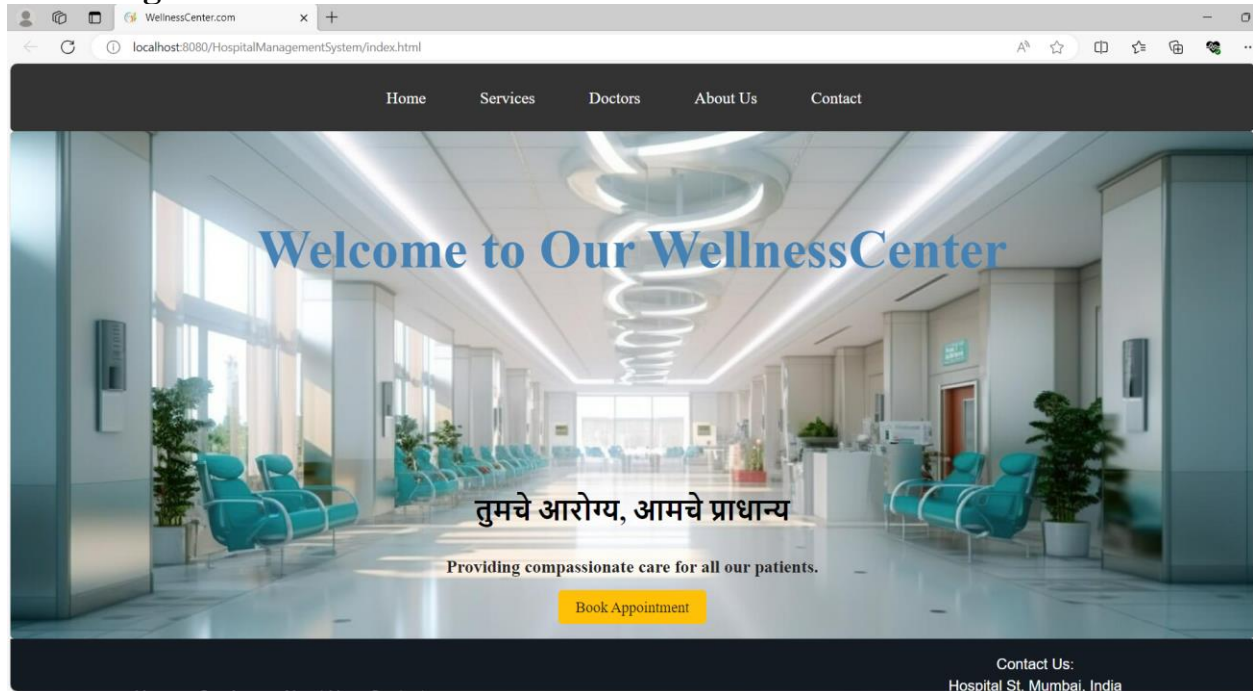 WellnessCenter.com
localhost:8080/HospitalManagementSystem/index.html
Home Services Doctors About Us Contact
Welcome to Our WellnessCenter
तुमचे आरोग्य, आमचे प्राधान्य
Providing compassionate care for all our patients.
Book Appointment
Contact Us:
Hospital St, Mumbai, India